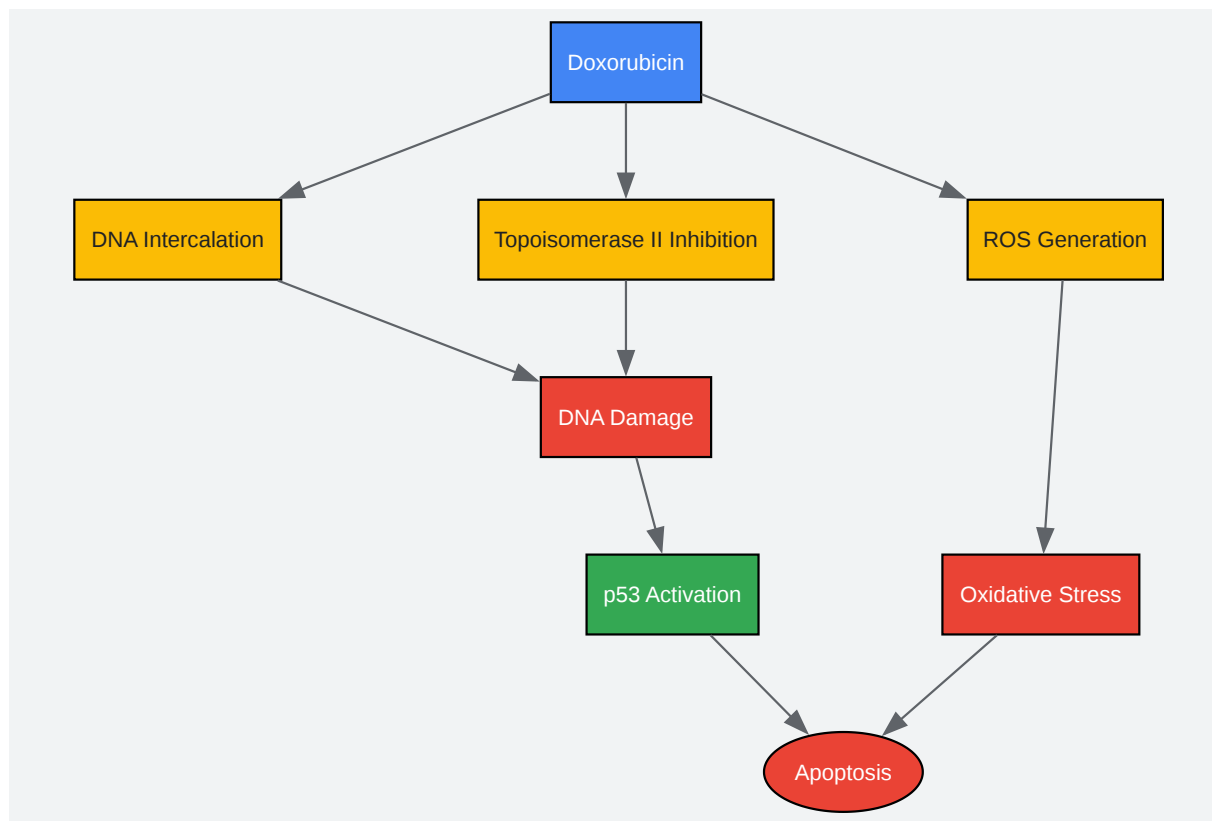 Doxorubicin
DNA Intercalation
Topoisomerase II Inhibition
ROS Generation
DNA Damage
p53 Activation
Oxidative Stress
Apoptosis